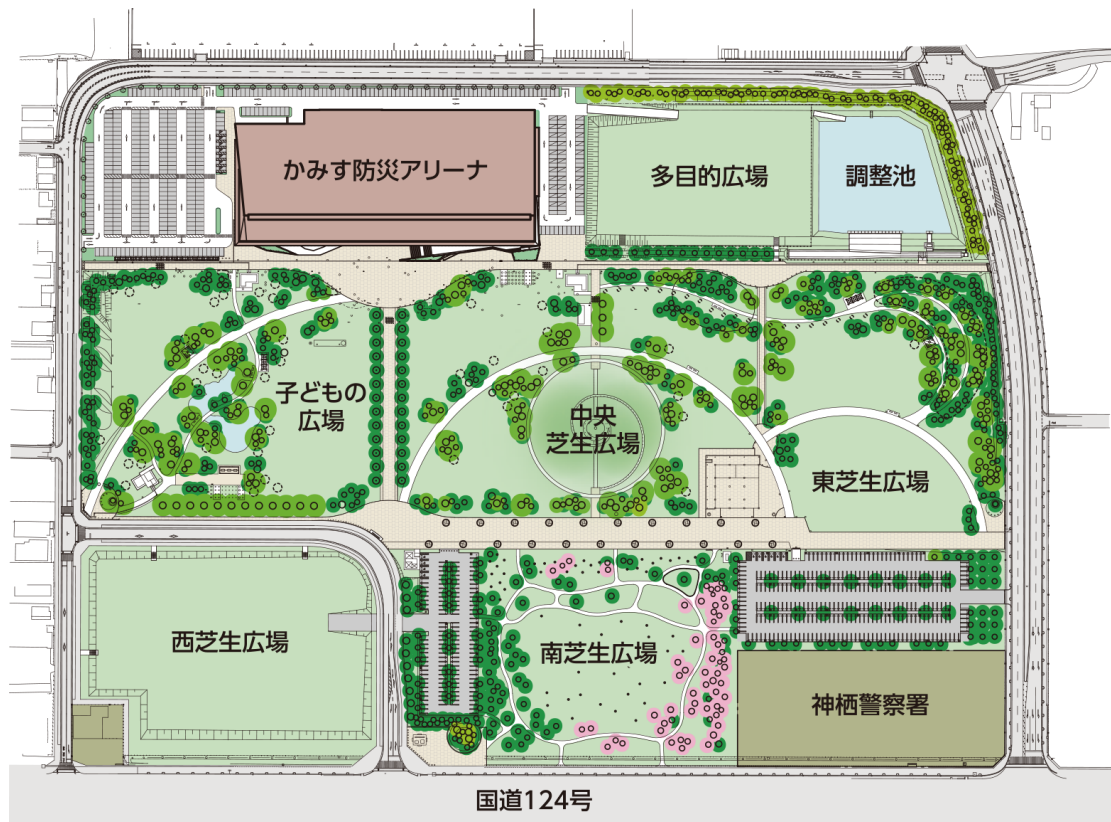 かみす防災アリーナ
多目的広場
調整池
子どもの
広場
中央
芝生広場
東芝生広場
西芝生広場
南芝生広場
神栖警察署
国道124号